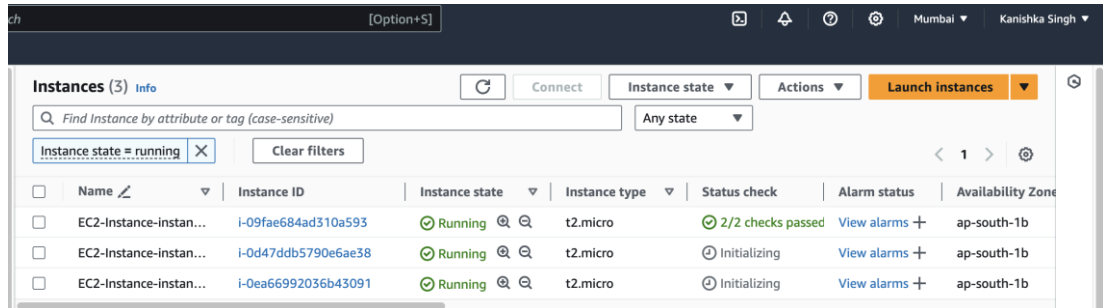 ch [Option+S] Mumbai ▼ Kanishka Singh ▼
Instances (3) Info Connect Instance state ▼ Actions ▼ Launch instances ▼
Find Instance by attribute or tag (case-sensitive) Any state ▼
Instance state = running X Clear filters < 1 >
Name Instance ID Instance state Instance type Status check Alarm status Availability Zone
EC2-Instance-instan... i-09fae684ad310a593 Running t2.micro 2/2 checks passed View alarms + ap-south-1b
EC2-Instance-instan... i-0d47ddb5790e6ae38 Running t2.micro Initializing View alarms + ap-south-1b
EC2-Instance-instan... i-0ea66992036b43091 Running t2.micro Initializing View alarms + ap-south-1b